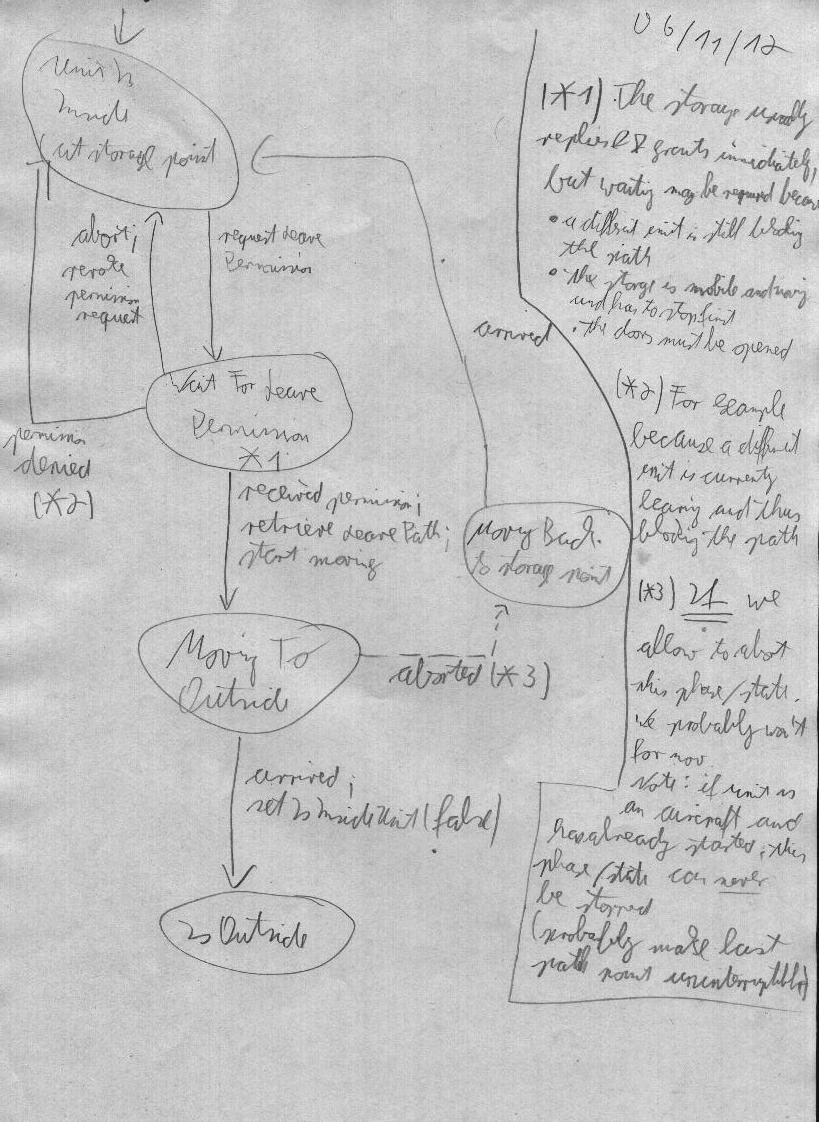 06/11/12
Unit Is
Inside
(at storage point
abort;
revoke
permission
request
request Leave
Permission
Wait For Leave
Permission
*1
permission
denied
(*2)
received permission;
retrieve Leave Path;
start moving
Moving To
Outside
arrived
Moving Back
to storage point
aborted (*3)
arrived;
set Is Inside Unit (false)
Is Outside
(*1) The storage usually
replies & grants immediately,
but waiting may be required because
• a different unit is still blocking
the path
• the storage is mobile and moving
and has to stop first
• the doors must be opened
(*2) For Example
because a different
unit is currently
leaving and thus
blocking the path
(*3) If we
allow to abort
this phase/state.
We probably won't
for now.
Note: if unit is
an aircraft and
has already started, this
phase/state can never
be stopped
(probably make last
path point uninterruptible)